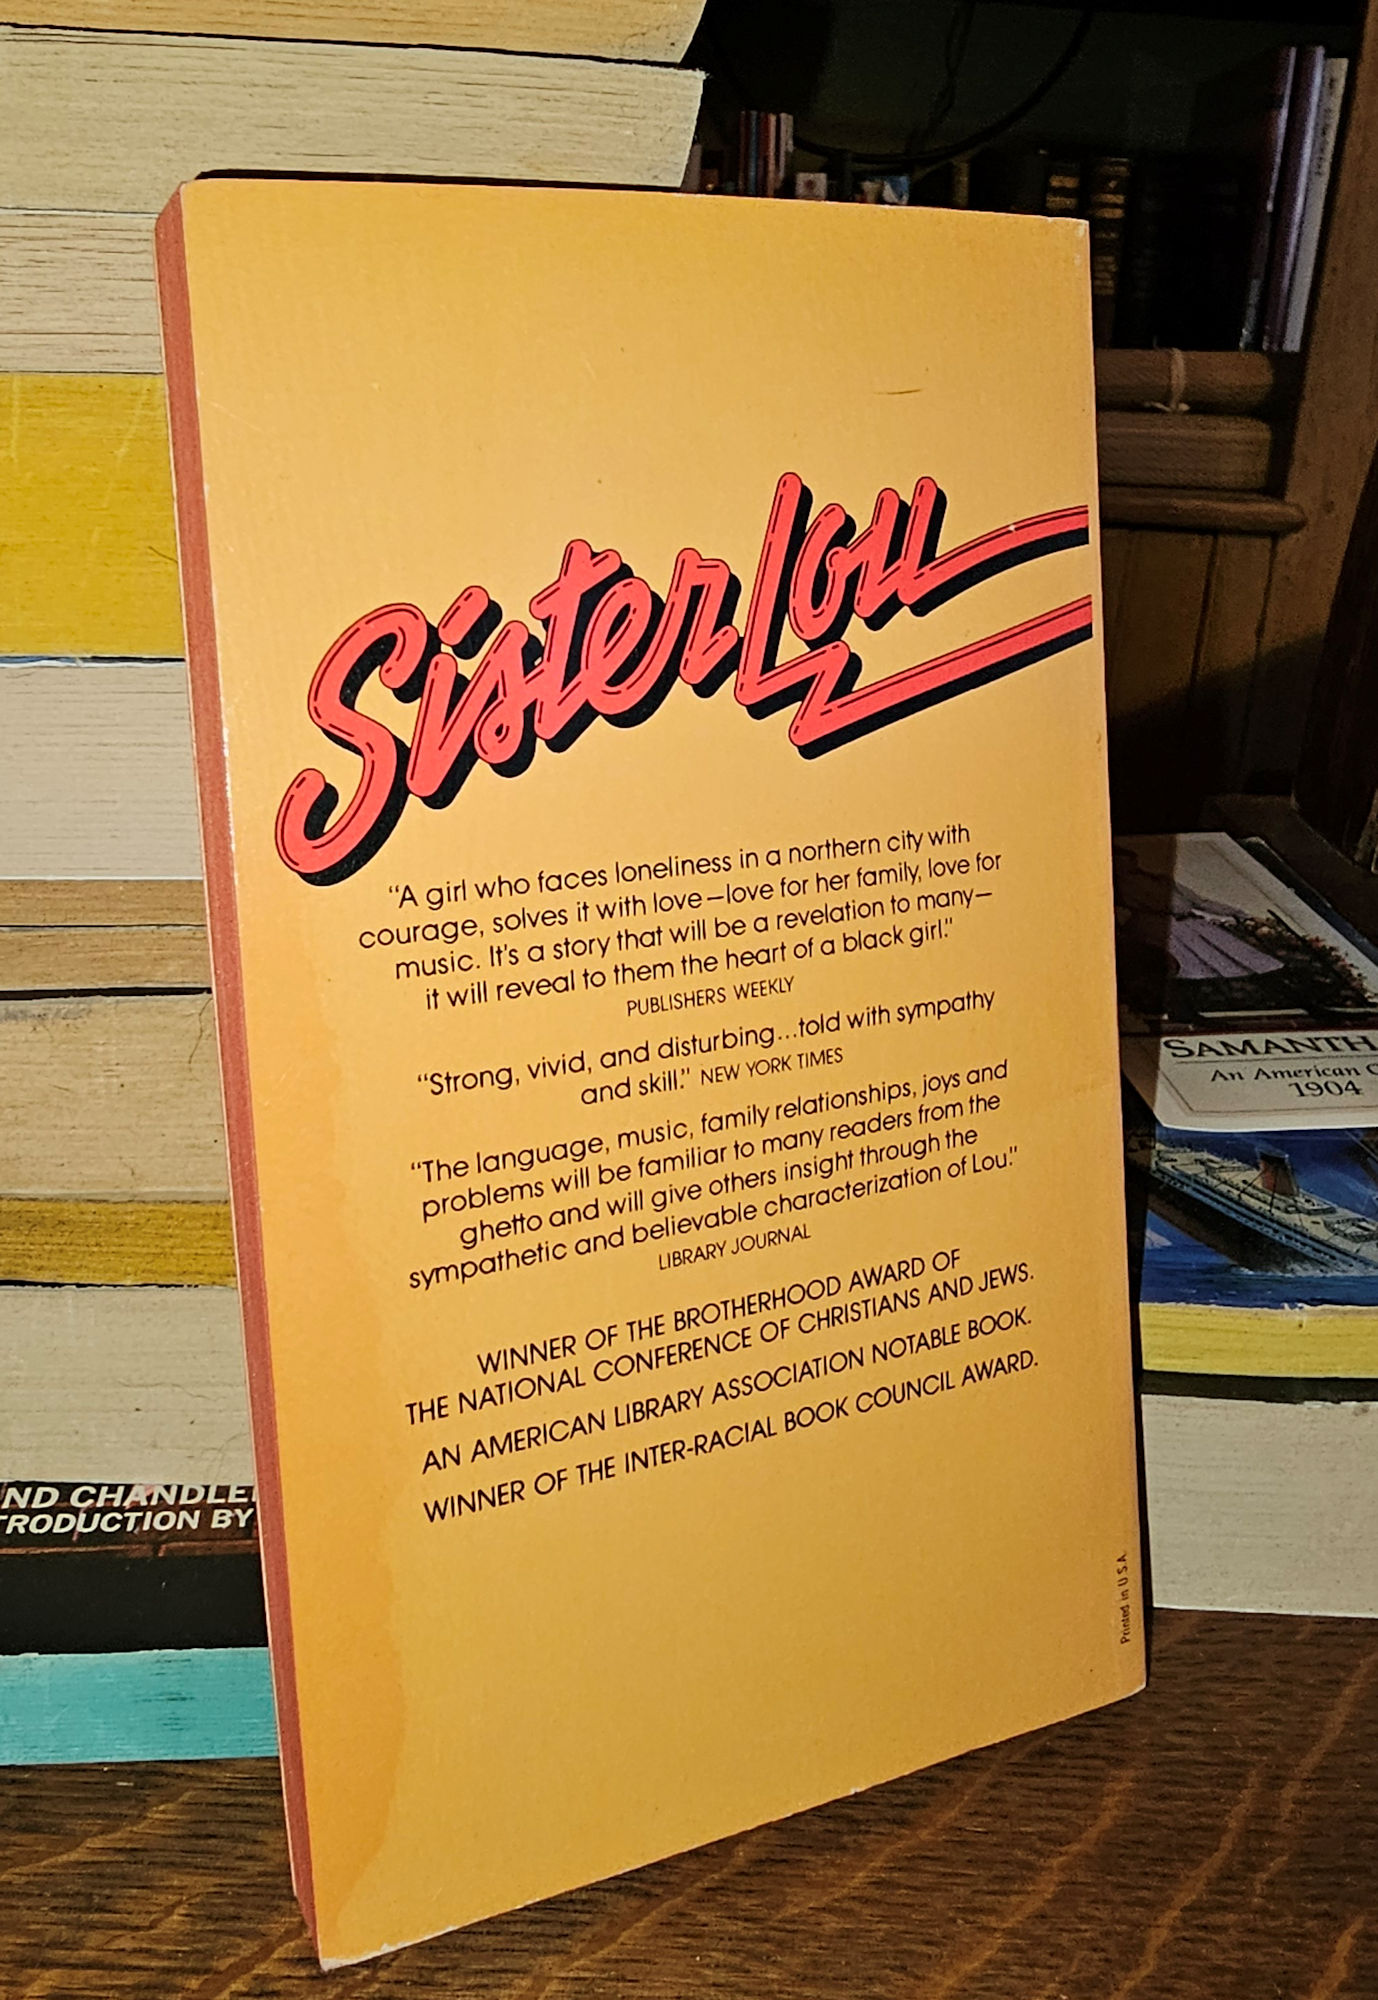 Sister Lou
"A girl who faces loneliness in a northern city with
courage, solves it with love—love for her family, love for
music. It's a story that will be a revelation to many—
it will reveal to them the heart of a black girl."
PUBLISHERS WEEKLY
"Strong, vivid, and disturbing...told with sympathy
and skill." NEW YORK TIMES
"The language, music, family relationships, joys and
problems will be familiar to many readers from the
ghetto and will give others insight through the
sympathetic and believable characterization of Lou."
LIBRARY JOURNAL
WINNER OF THE BROTHERHOOD AWARD OF
THE NATIONAL CONFERENCE OF CHRISTIANS AND JEWS.
AN AMERICAN LIBRARY ASSOCIATION NOTABLE BOOK.
WINNER OF THE INTER-RACIAL BOOK COUNCIL AWARD.
Printed in U.S.A.
ND CHANDLE
TRODUCTION BY
SAMANTH
An American
1904